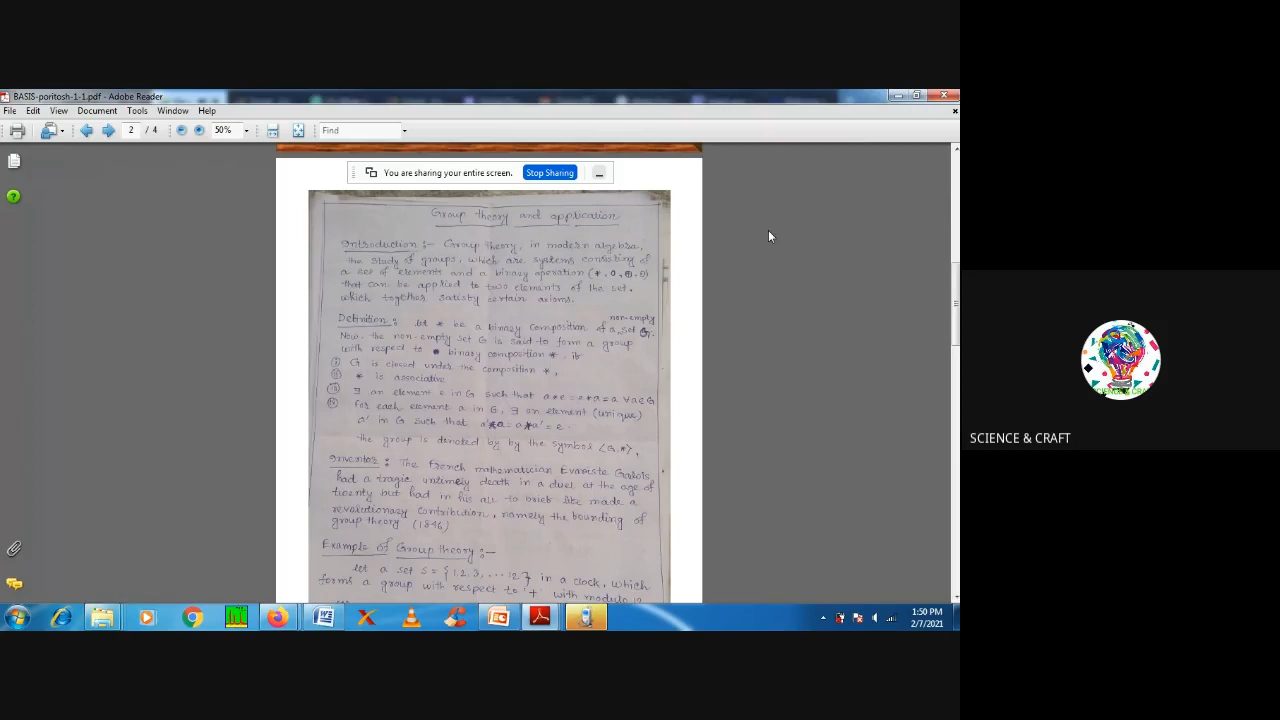 BASIS-poritosh-1-1.pdf - Adobe Reader
File Edit View Document Tools Window Help
2 / 4 50% Find
You are sharing your entire screen. Stop Sharing
Group theory and application
Introduction :- Group theory, in modern algebra,
the study of groups, which are systems consisting of
a set of elements and a binary operation (*, o, ⊕, ⊙)
that can be applied to two elements of the set,
which together satisfy certain axioms.
non-empty
Definition : let * be a binary composition of a set G.
Now, the non-empty set G is said to form a group
with respect to binary composition *. if
(i) G is closed under the composition *,
(ii) * is associative
(iii) ∃ an element e in G such that a*e = e*a = a ∀a∈G
(iv) for each element a in G, ∃ an element (unique)
a' in G such that a'*a = a*a' = e.
the group is denoted by by the symbol <G,*>,
Inventor : The French mathematician Evariste Galois
had a tragic untimely death in a duel at the age of
twenty but had in his all to brief life made a
revolutionary contribution, namely the founding of
group theory (1846)
Example of Group theory :-
let a set S = {1,2,3,...12} in a clock, which
forms a group with respect to '+' with modulo 12
SCIENCE & CRAFT
1:50 PM
2/7/2021